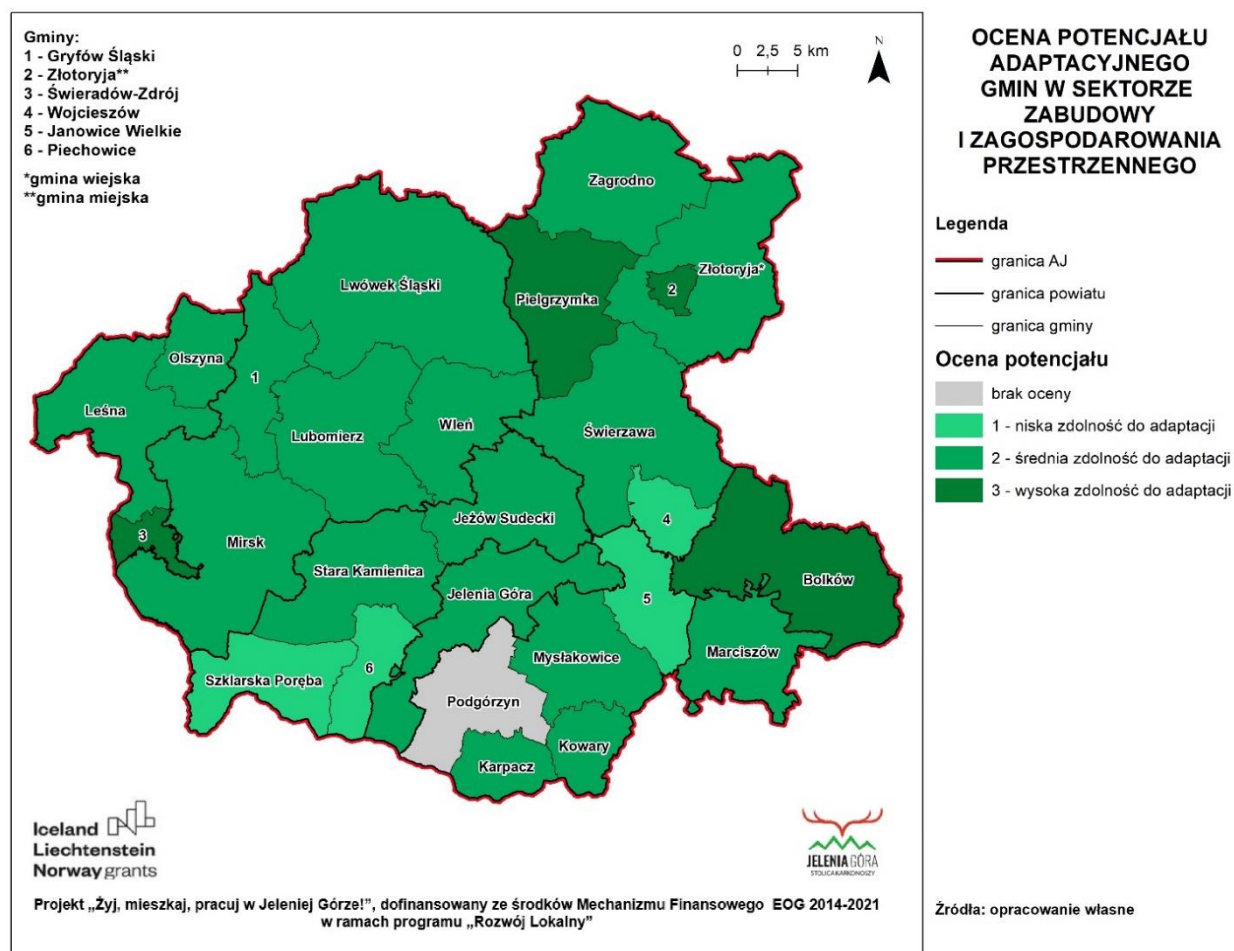 Gminy:
1 - Gryfów Śląski
2 - Złotoryja**
3 - Świeradów-Zdrój
4 - Wojcieszów
5 - Janowice Wielkie
6 - Piechowice
*gmina wiejska
**gmina miejska
0 2,5 5 km
N
Zagrodno
Złotoryja*
2
Lwówek Śląski
Pielgrzymka
Olszyna
1
Leśna
Lubomierz
Wleń
Świerzawa
4
Jeżów Sudecki
3
Mirsk
Stara Kamienica
Bolków
Jelenia Góra
5
Mysłakowice
Marciszów
6
Szklarska Poręba
Podgórzyn
Kowary
Karpacz
Iceland
Liechtenstein
Norway grants
JELENIA GÓRA
STOLICA KARKONOSZY
Projekt „Żyj, mieszkaj, pracuj w Jeleniej Górze!”, dofinansowany ze środków Mechanizmu Finansowego EOG 2014-2021
w ramach programu „Rozwój Lokalny”
OCENA POTENCJAŁU
ADAPTACYJNEGO
GMIN W SEKTORZE
ZABUDOWY
I ZAGOSPODAROWANIA
PRZESTRZENNEGO
Legenda
granica AJ
granica powiatu
granica gminy
Ocena potencjału
brak oceny
1 - niska zdolność do adaptacji
2 - średnia zdolność do adaptacji
3 - wysoka zdolność do adaptacji
Źródła: opracowanie własne